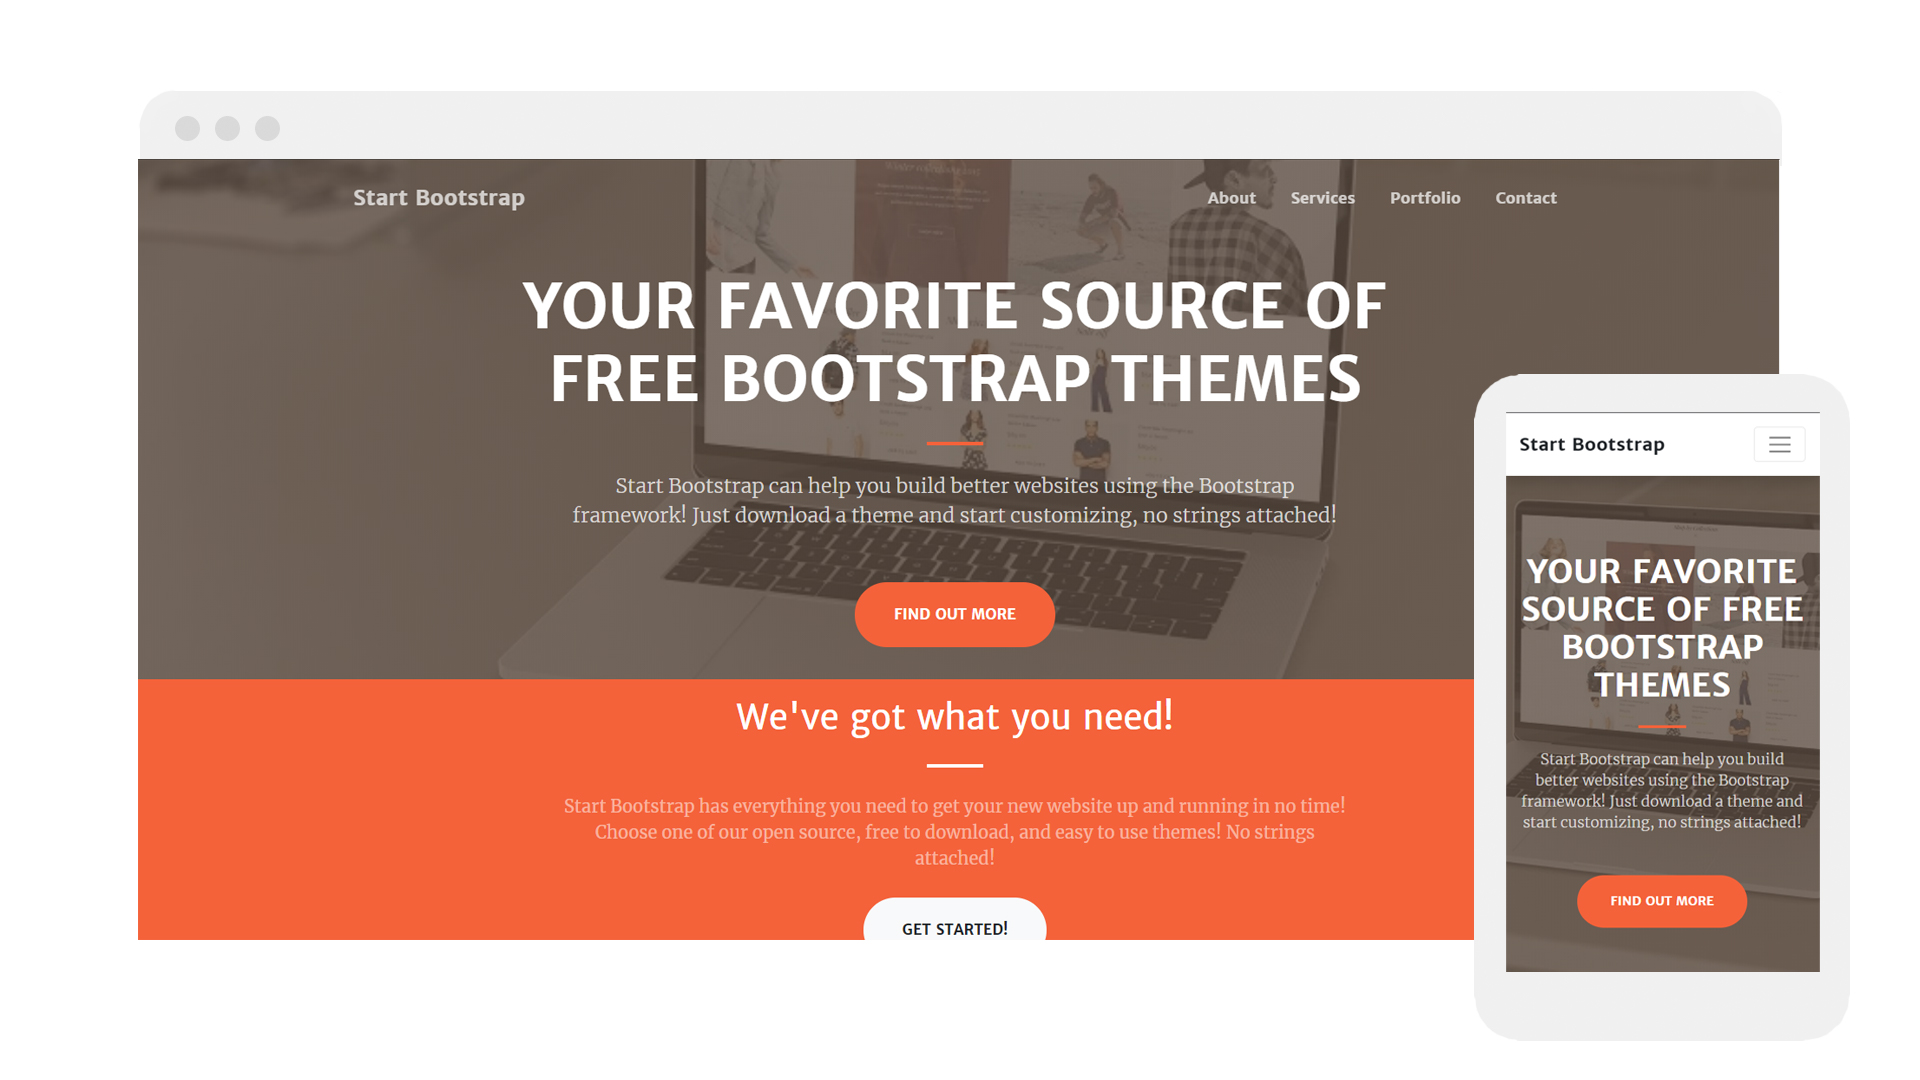 Start Bootstrap
About
Services
Portfolio
Contact
YOUR FAVORITE SOURCE OF
FREE BOOTSTRAP THEMES
Start Bootstrap can help you build better websites using the Bootstrap
framework! Just download a theme and start customizing, no strings attached!
FIND OUT MORE
We've got what you need!
Start Bootstrap has everything you need to get your new website up and running in no time!
Choose one of our open source, free to download, and easy to use themes! No strings
attached!
GET STARTED!
Start Bootstrap
YOUR FAVORITE
SOURCE OF FREE
BOOTSTRAP
THEMES
Start Bootstrap can help you build
better websites using the Bootstrap
framework! Just download a theme and
start customizing, no strings attached!
FIND OUT MORE